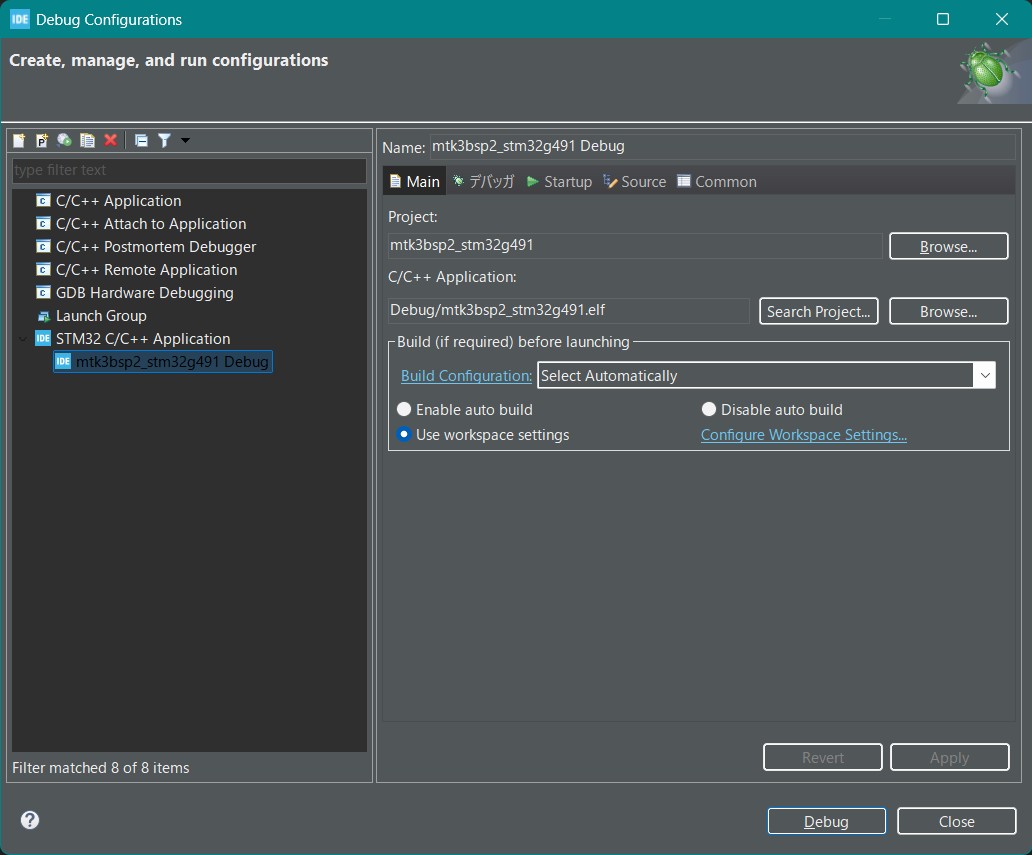 IDE Debug Configurations
Create, manage, and run configurations
type filter text
C/C++ Application
C/C++ Attach to Application
C/C++ Postmortem Debugger
C/C++ Remote Application
GDB Hardware Debugging
Launch Group
IDE STM32 C/C++ Application
IDE mtk3bsp2_stm32g491 Debug
Filter matched 8 of 8 items
Name: mtk3bsp2_stm32g491 Debug
Main デバッガ Startup Source Common
Project:
mtk3bsp2_stm32g491 Browse...
C/C++ Application:
Debug/mtk3bsp2_stm32g491.elf Search Project... Browse...
Build (if required) before launching
Build Configuration: Select Automatically
Enable auto build Disable auto build
Use workspace settings Configure Workspace Settings...
Revert Apply
? Debug Close